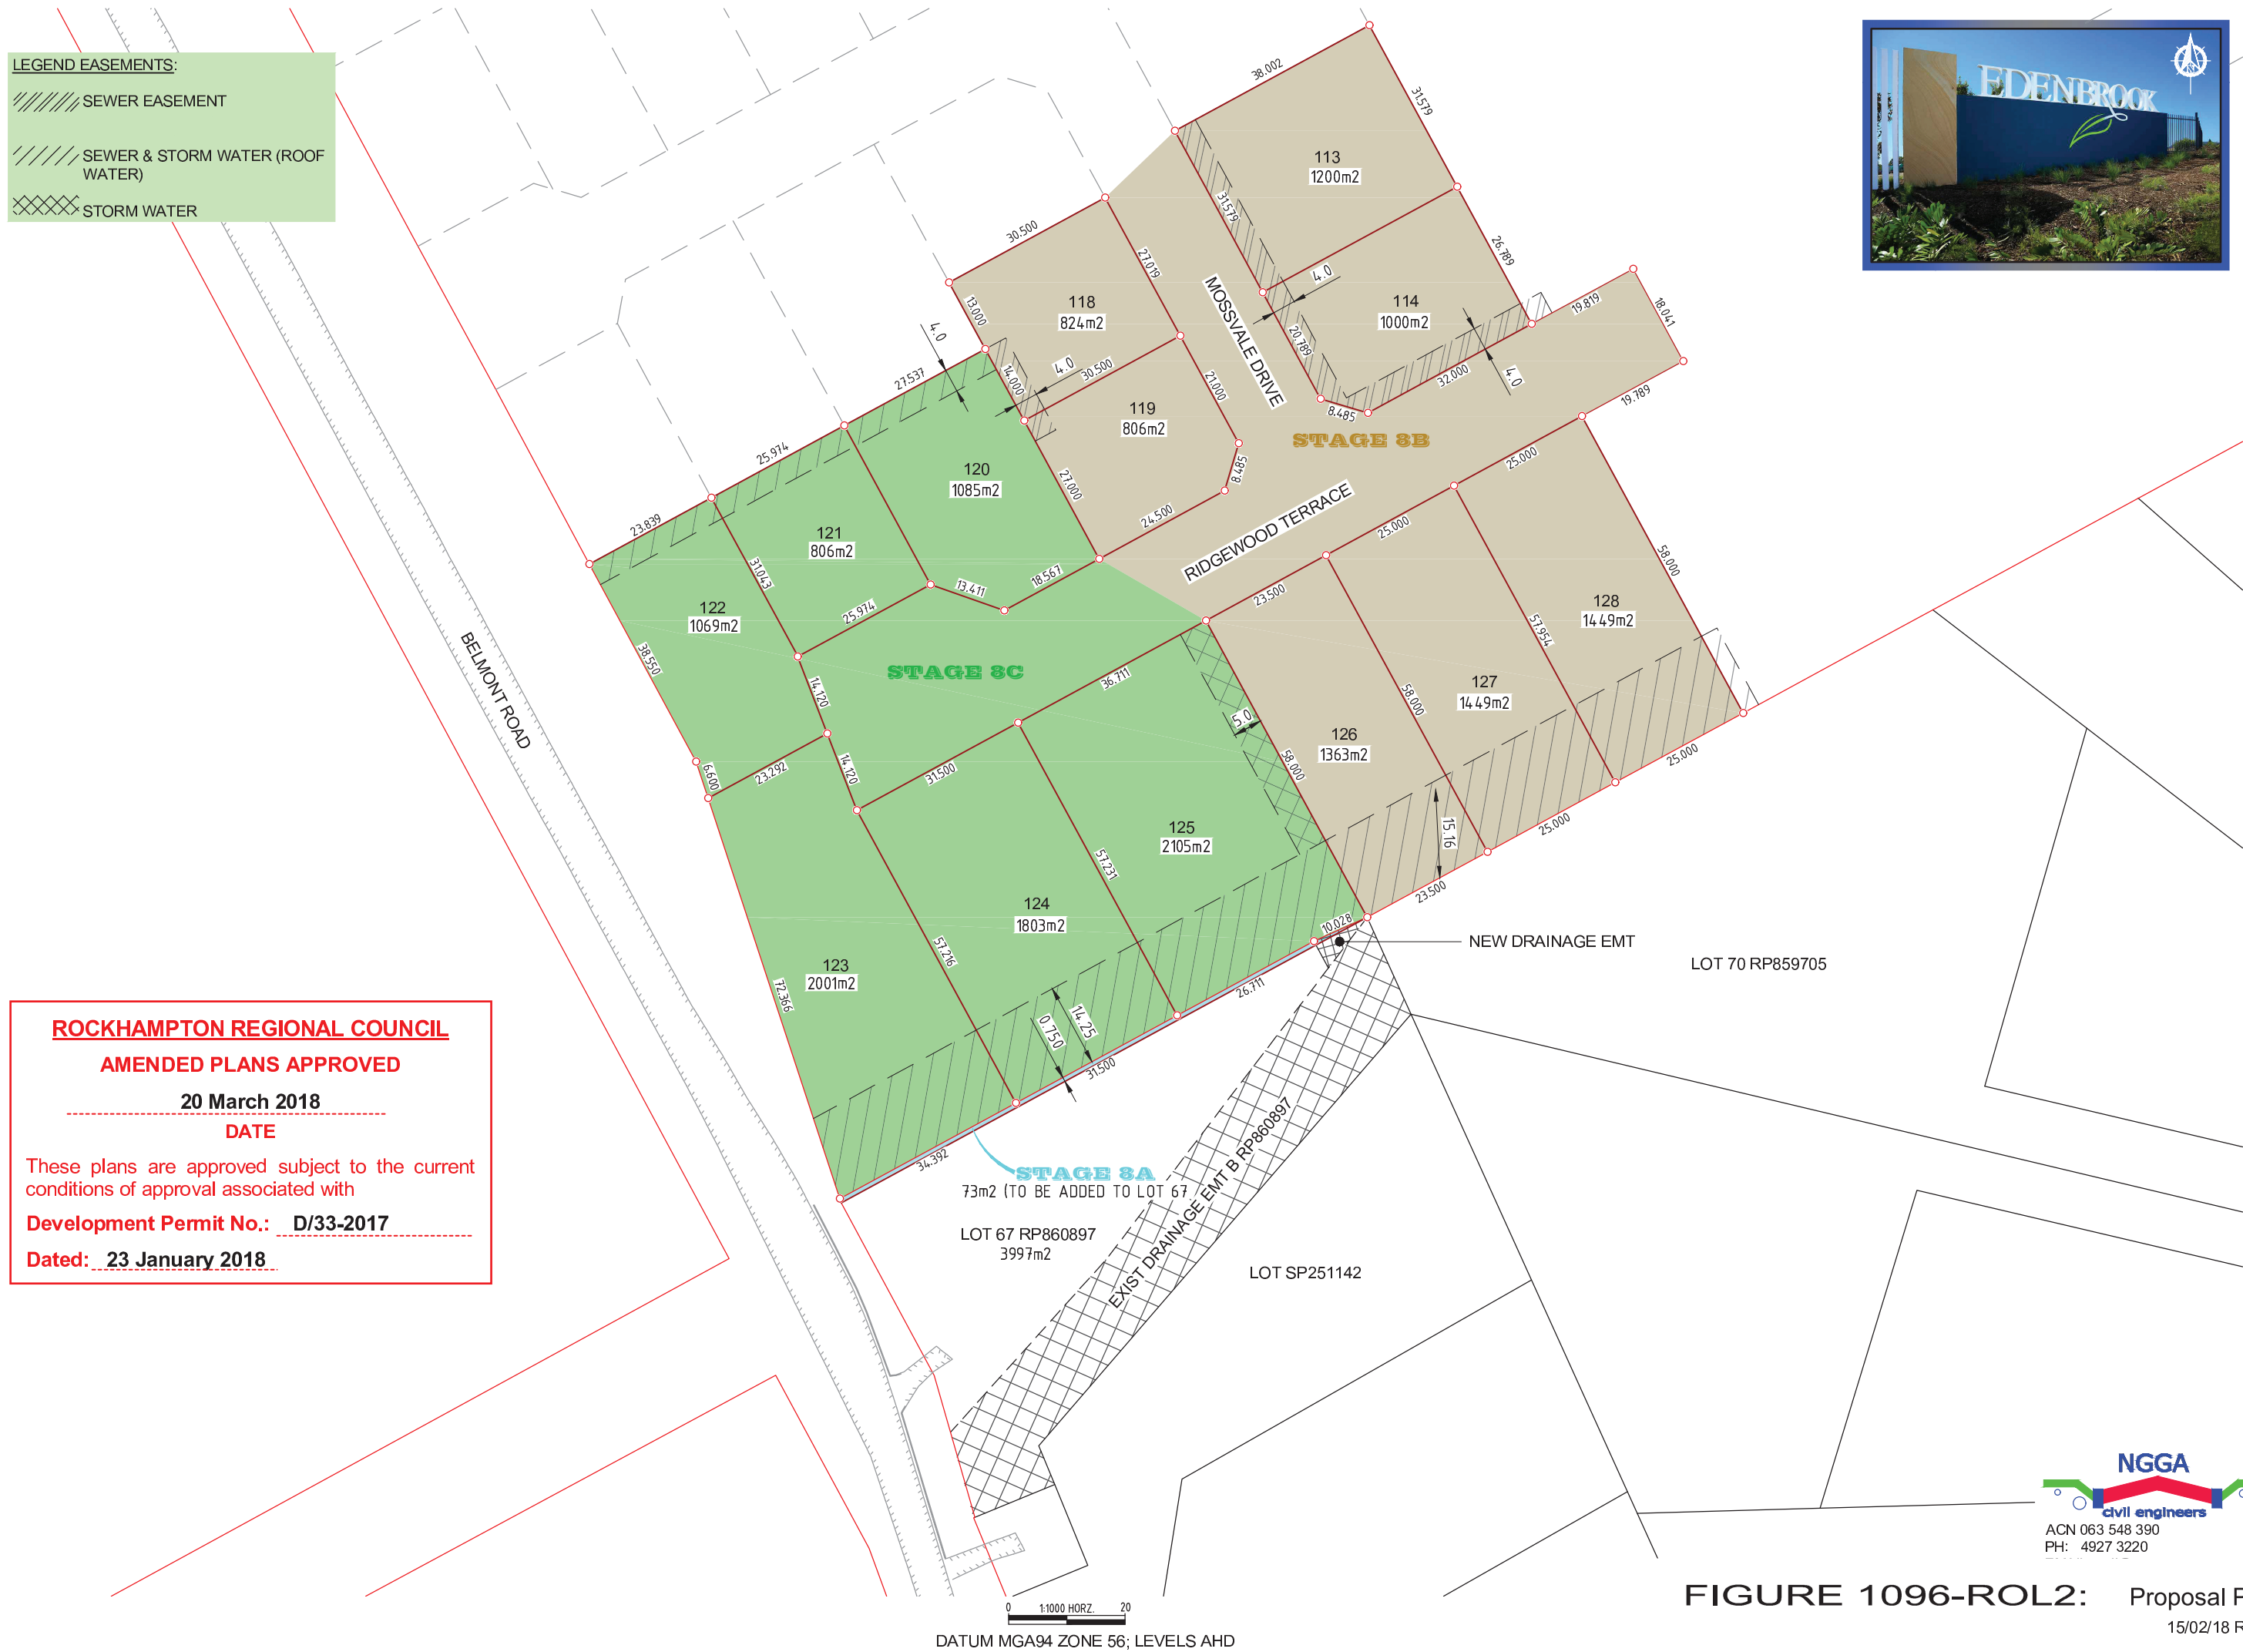 LEGEND EASEMENTS:
SEWER EASEMENT
SEWER & STORM WATER (ROOF
WATER)
STORM WATER
EDENBROOK
38.002
31.579
113
1200m2
31.579
26.789
30.500
27.019
13.000
118
824m2
MOSSVALE DRIVE
4.0
114
1000m2
20.789
19.819
18.041
4.0
27.537
14.000
4.0
30.500
21.000
32.000
4.0
8.485
19.789
119
806m2
STAGE 8B
25.974
120
1085m2
27.000
8.485
25.000
24.500
RIDGEWOOD TERRACE
25.000
23.839
121
806m2
31.043
13.411
18.567
23.500
58.000
122
1069m2
25.974
128
1449m2
57.954
38.550
BELMONT ROAD
STAGE 8C
14.120
36.711
127
1449m2
58.000
5.0
126
1363m2
58.000
6.600
23.292
14.120
31.500
25.000
125
2105m2
15.16
25.000
57.231
23.500
124
1803m2
10.028
NEW DRAINAGE EMT
LOT 70 RP859705
57.216
123
2001m2
72.366
26.711
14.25
0.750
31.500
34.392
STAGE 8A
73m2 (TO BE ADDED TO LOT 67
LOT 67 RP860897
3997m2
EXIST DRAINAGE EMT B RP860897
LOT SP251142
ROCKHAMPTON REGIONAL COUNCIL
AMENDED PLANS APPROVED
20 March 2018
DATE
These plans are approved subject to the current
conditions of approval associated with
Development Permit No.: D/33-2017
Dated: 23 January 2018
NGGA
civil engineers
ACN 063 548 390
PH: 4927 3220
FIGURE 1096-ROL2: Proposal P
15/02/18 R
0 1:1000 HORZ. 20
DATUM MGA94 ZONE 56; LEVELS AHD